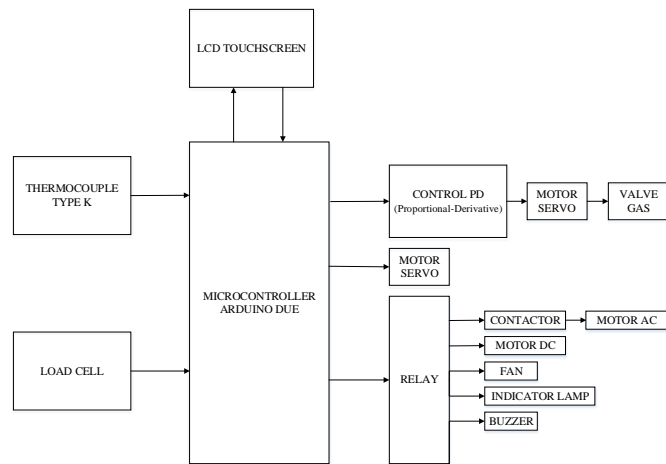 LCD TOUCHSCREEN
THERMOCOUPLE
TYPE K
LOAD CELL
MICROCONTROLLER
ARDUINO DUE
CONTROL PD
(Proportional-Derivative)
MOTOR
SERVO
VALVE
GAS
MOTOR
SERVO
RELAY
CONTACTOR
MOTOR AC
MOTOR DC
FAN
INDICATOR LAMP
BUZZER